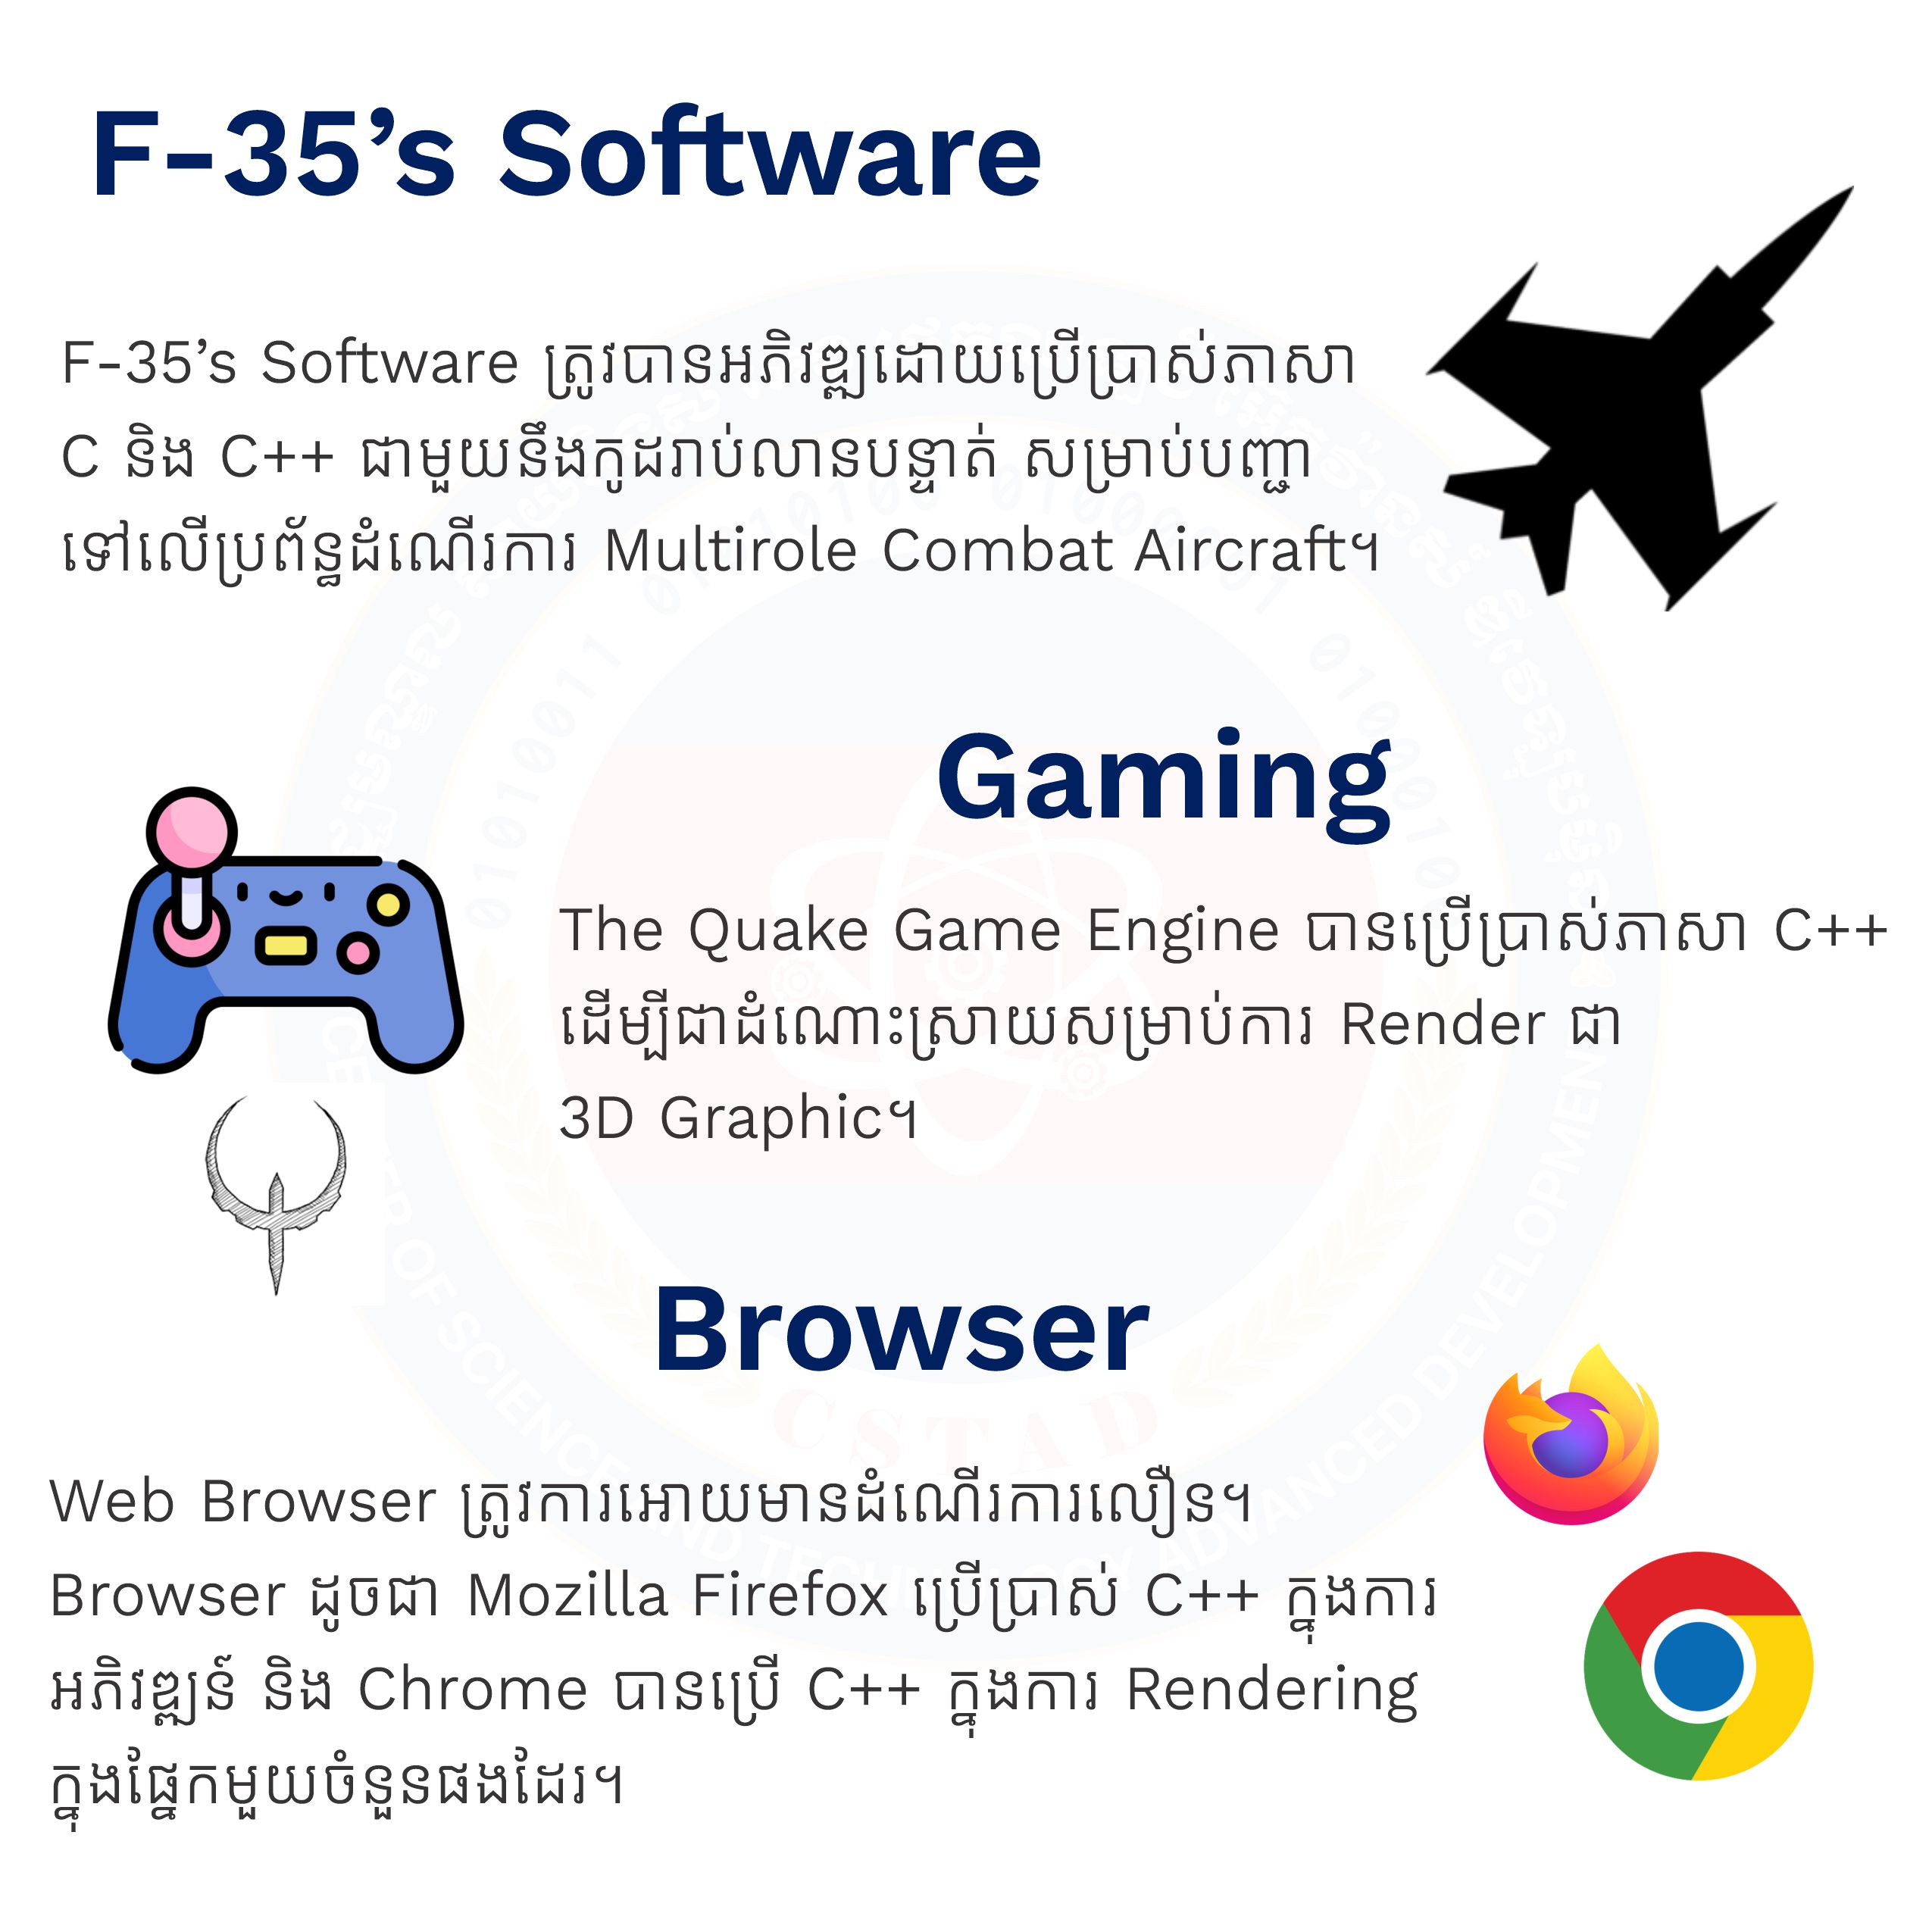 F-35’s Software
F-35’s Software ត្រូវបានអភិវឌ្ឍដោយប្រើប្រាស់ភាសា
C និង C++ ជាមួយនឹងកូដរាប់លានបន្ទាត់ សម្រាប់បញ្ជា
ទៅលើប្រព័ន្ធដំណើរការ Multirole Combat Aircraft។
Gaming
The Quake Game Engine បានប្រើប្រាស់ភាសា C++
ដើម្បីជាដំណោះស្រាយសម្រាប់ការ Render ជា
3D Graphic។
Browser
Web Browser ត្រូវការអោយមានដំណើរការលឿន។
Browser ដូចជា Mozilla Firefox ប្រើប្រាស់ C++ ក្នុងការ
អភិវឌ្ឍន៍ និង Chrome បានប្រើ C++ ក្នុងការ Rendering
ក្នុងផ្នែកមួយចំនួនផងដែរ។
CSTAD
OF SCIENCE AND TECHNOLOGY ADVANCED DEVELOPMENT